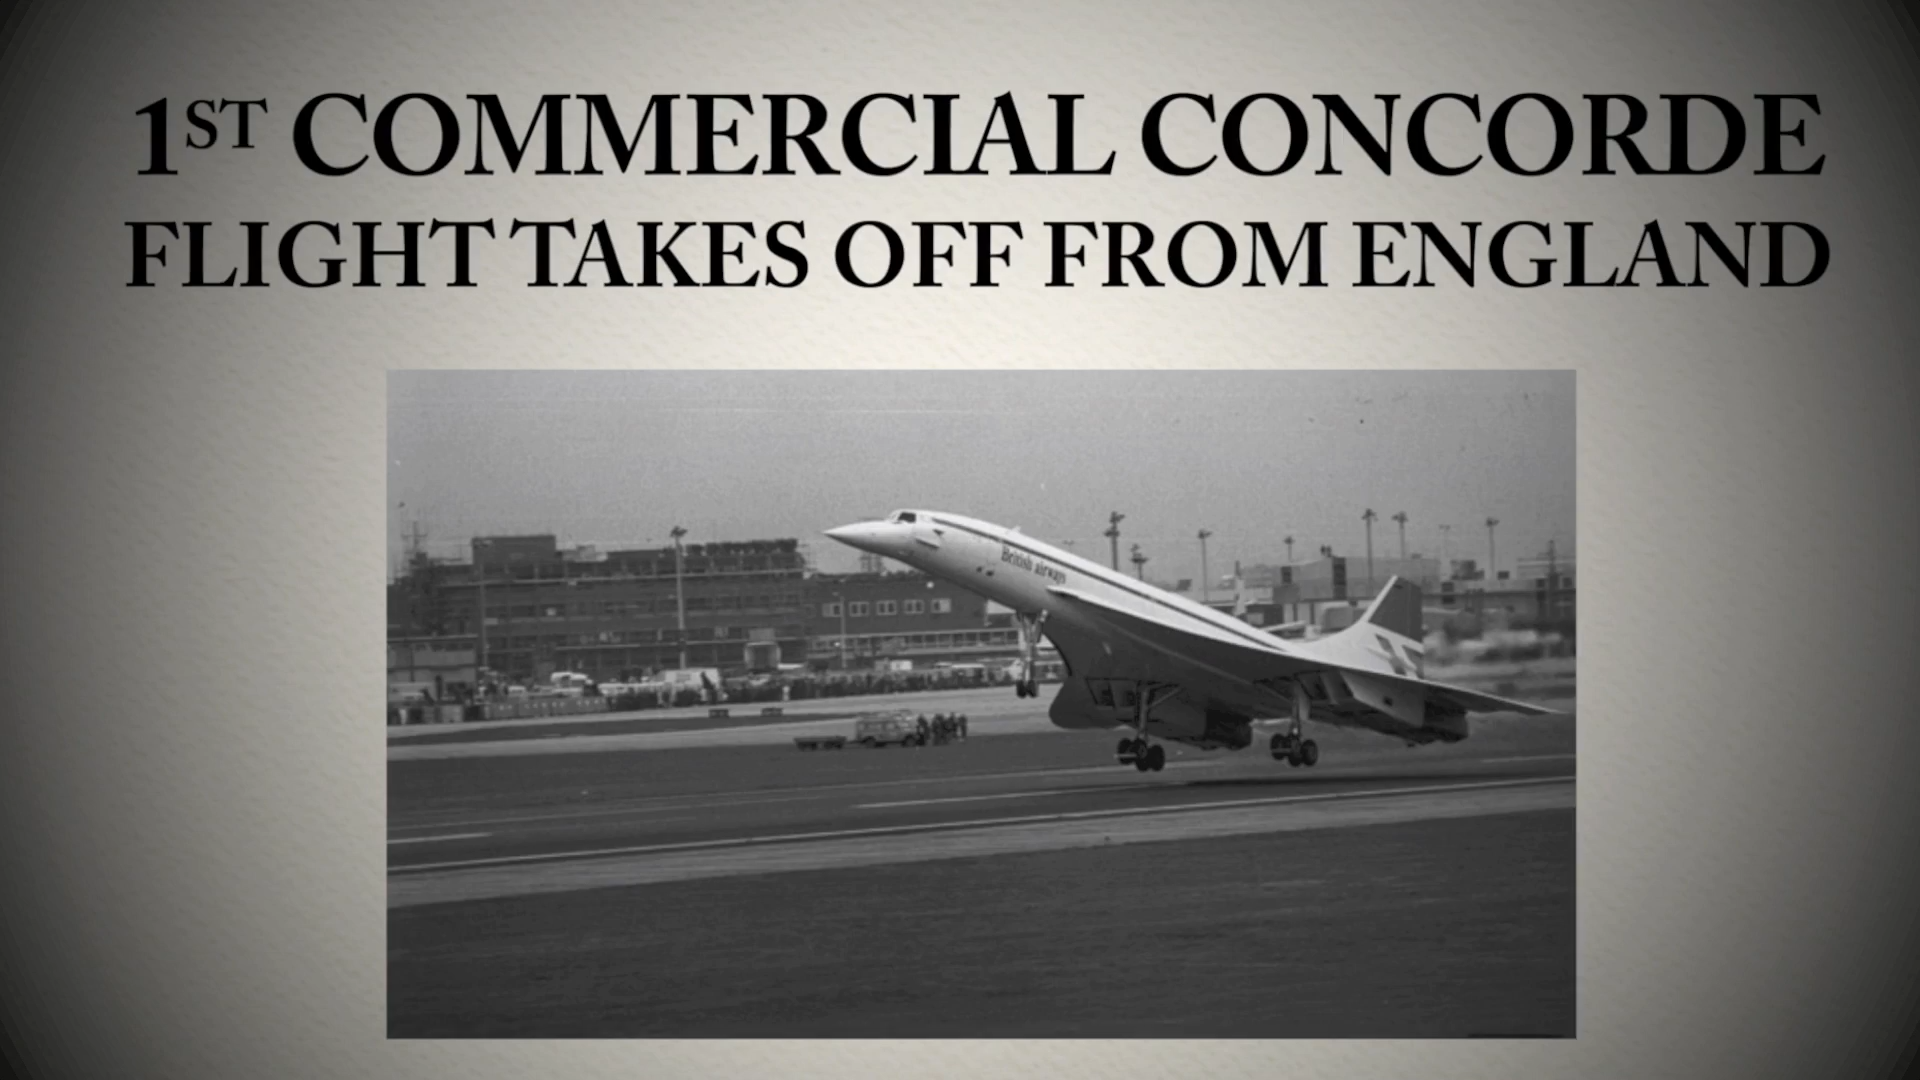 1ST COMMERCIAL CONCORDE
FLIGHT TAKES OFF FROM ENGLAND
British airways